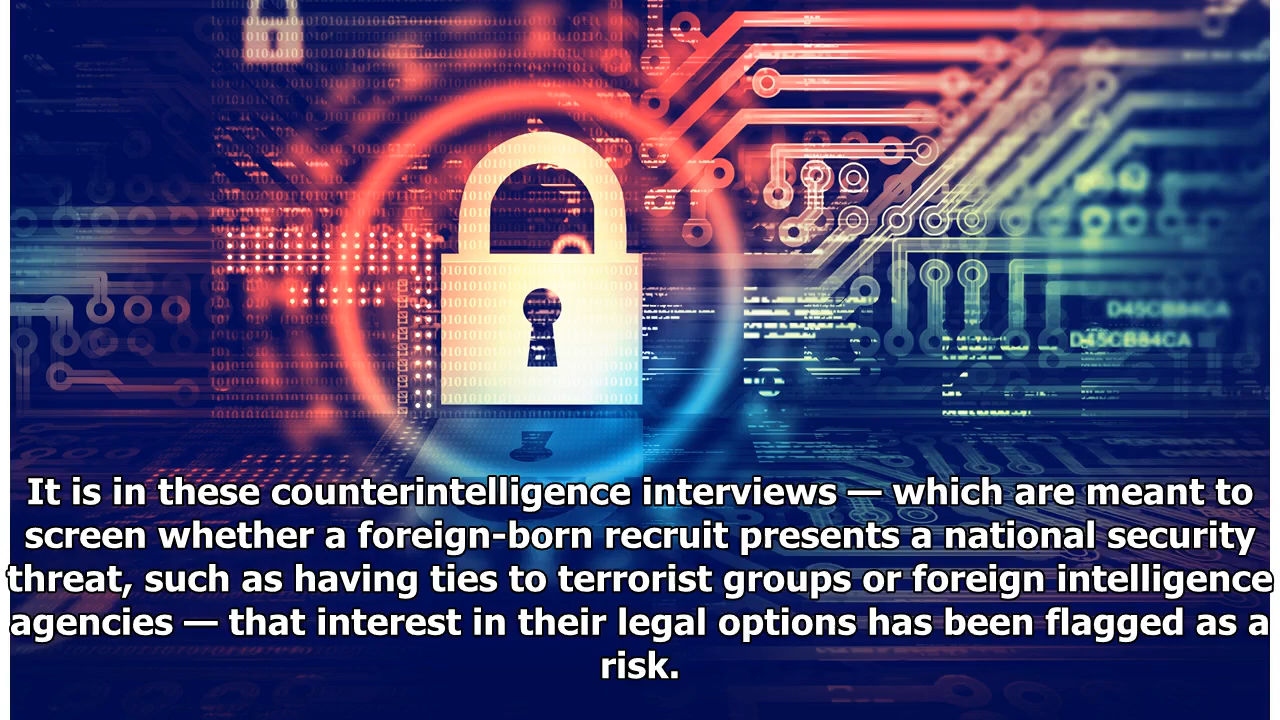 D45CB84CA
D45CB84CA
It is in these counterintelligence interviews — which are meant to
screen whether a foreign-born recruit presents a national security
threat, such as having ties to terrorist groups or foreign intelligence
agencies — that interest in their legal options has been flagged as a
risk.